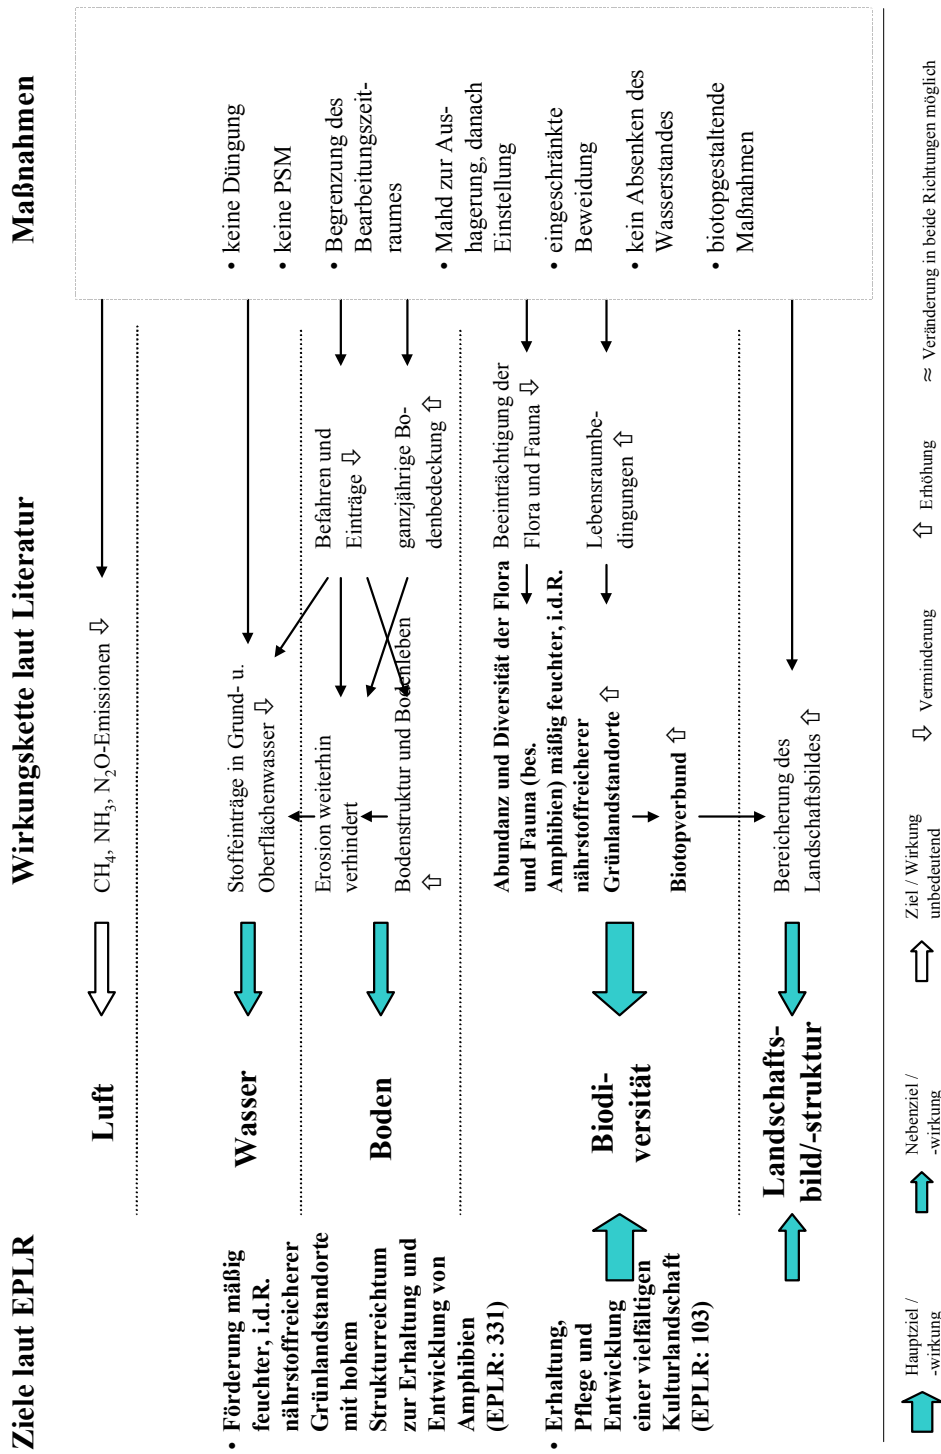 Ziele laut EPLR
Wirkungskette laut Literatur
Maßnahmen
• Förderung mäßig
feuchter, i.d.R.
nährstoffreicherer
Grünlandstandorte
mit hohem
Strukturrichtum
zur Erhaltung und
Entwicklung von
Amphibien
(EPLR: 331)
• Erhaltung,
Pflege und
Entwicklung
einer vielfältigen
Kulturlandschaft
(EPLR: 103)
Luft
Wasser
Boden
Biodi-
versität
Landschafts-
bild/-struktur
CH₄, NH₃, N₂O-Emissionen ⇩
Stoffeinträge in Grund- u.
Oberflächenwasser ⇩
Erosion weiterhin
verhindert
Bodenstruktur und Bodenleben
⇧
Abundanz und Diversität der Flora
und Fauna (bes.
Amphibien) mäßig feuchter, i.d.R.
nährstoffreicherer
Grünlandstandorte ⇧
Biotopverbund ⇧
Bereicherung des
Landschaftsbildes ⇧
Befahren und
Einträge ⇩
ganzjährige Bo-
denbedeckung ⇧
Beeinträchtigung der
Flora und Fauna ⇩
Lebensraumbe-
dingungen ⇧
• keine Düngung
• keine PSM
• Begrenzung des
Bearbeitungszeit-
raumes
• Mahd zur Aus-
hagerung, danach
Einstellung
• eingeschränkte
Beweidung
• kein Absenken des
Wasserstandes
• biotopgestaltende
Maßnahmen
Hauptziel /
-wirkung
Nebenziel /
-wirkung
Ziel / Wirkung
unbedeutend
⇩ Verminderung
⇧ Erhöhung
≈ Veränderung in beide Richtungen möglich